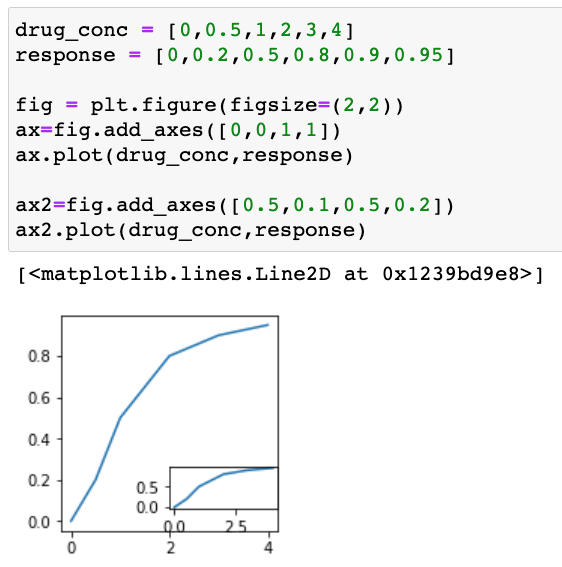 drug_conc = [0,0.5,1,2,3,4]
response = [0,0.2,0.5,0.8,0.9,0.95]
fig = plt.figure(figsize=(2,2))
ax=fig.add_axes([0,0,1,1])
ax.plot(drug_conc,response)
ax2=fig.add_axes([0.5,0.1,0.5,0.2])
ax2.plot(drug_conc,response)
[<matplotlib.lines.Line2D at 0x1239bd9e8>]
0.8
0.6
0.4
0.2
0.0
0.5
0.0
0.0 2.5
0 2 4